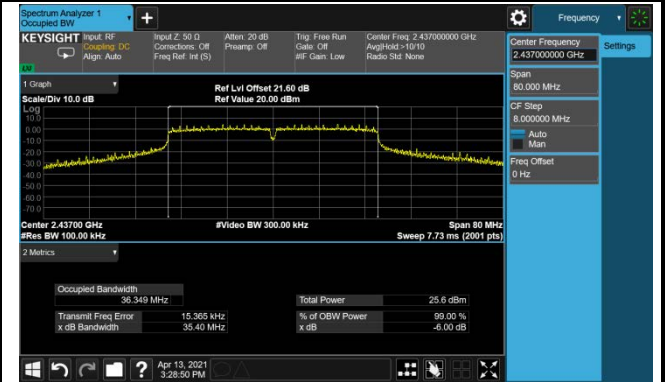 Spectrum Analyzer 1
Occupied BW
+
Frequency
KEYSIGHT
Input: RF
Coupling: DC
Align: Auto
Input Z: 50 Ω
Corrections: Off
Freq Ref: Int (S)
Atten: 20 dB
Preamp: Off
Trig: Free Run
Gate: Off
#IF Gain: Low
Center Freq: 2.437000000 GHz
Avg|Hold:>10/10
Radio Std: None
Center Frequency
2.437000000 GHz
Settings
Span
80.000 MHz
CF Step
8.000000 MHz
Auto
Man
Freq Offset
0 Hz
1 Graph
Scale/Div 10.0 dB
Ref Lvl Offset 21.60 dB
Ref Value 20.00 dBm
Log
10.0
0.00
-10.0
-20.0
-30.0
-40.0
-50.0
-60.0
-70.0
Center 2.43700 GHz
#Res BW 100.00 kHz
#Video BW 300.00 kHz
Span 80 MHz
Sweep 7.73 ms (2001 pts)
2 Metrics
Occupied Bandwidth
36.349 MHz
Total Power 25.6 dBm
Transmit Freq Error 15.365 kHz
% of OBW Power 99.00 %
x dB Bandwidth 35.40 MHz
x dB -6.00 dB
?
Apr 13, 2021
3:28:50 PM